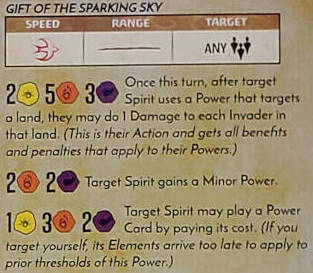 GIFT OF THE SPARKING SKY
SPEED RANGE TARGET
ANY
2 5 3 Once this turn, after target
Spirit uses a Power that targets
a land, they may do 1 Damage to each Invader in
that land. (This is their Action and gets all benefits
and penalties that apply to their Powers.)
2 2 Target Spirit gains a Minor Power.
1 3 2 Target Spirit may play a Power
Card by paying its cost. (If you
target yourself, its Elements arrive too late to apply to
prior thresholds of this Power.)